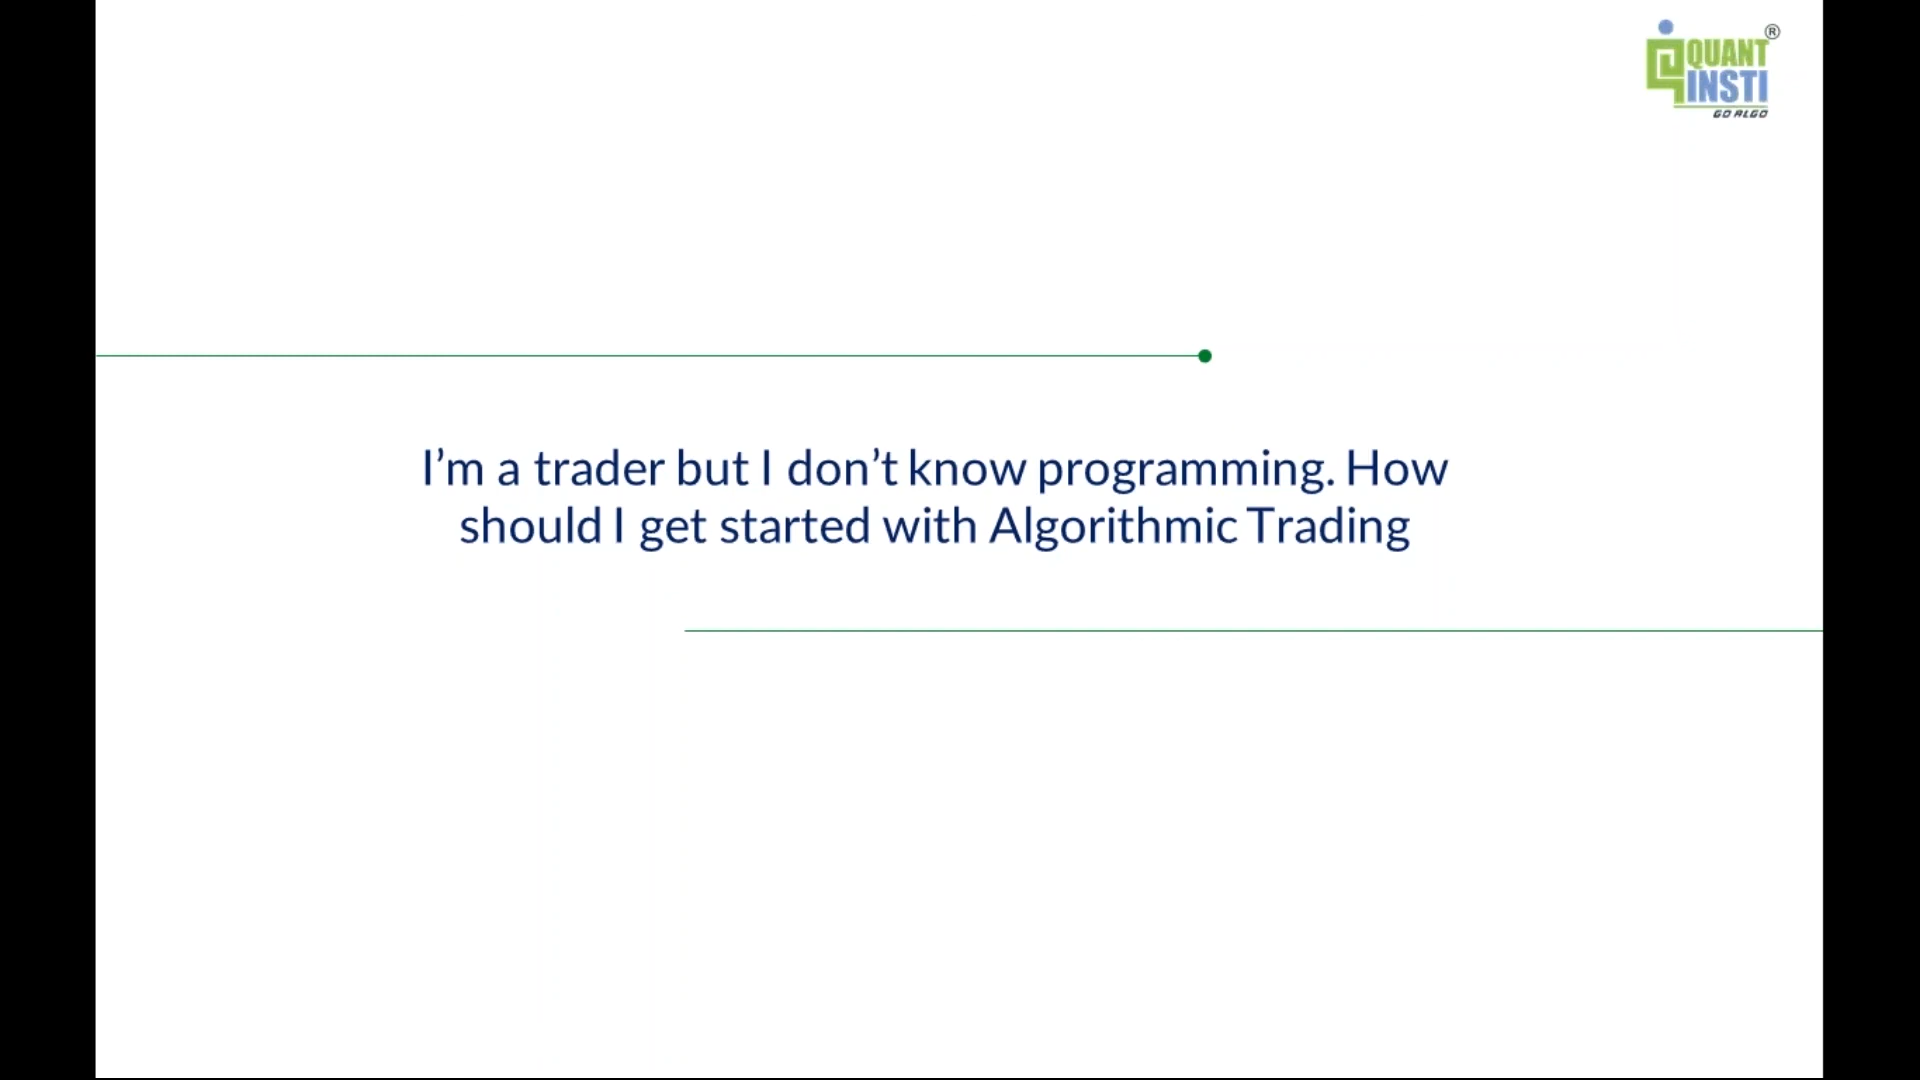 QUANT
INSTI
®
GO ALGO
I’m a trader but I don’t know programming. How
should I get started with Algorithmic Trading